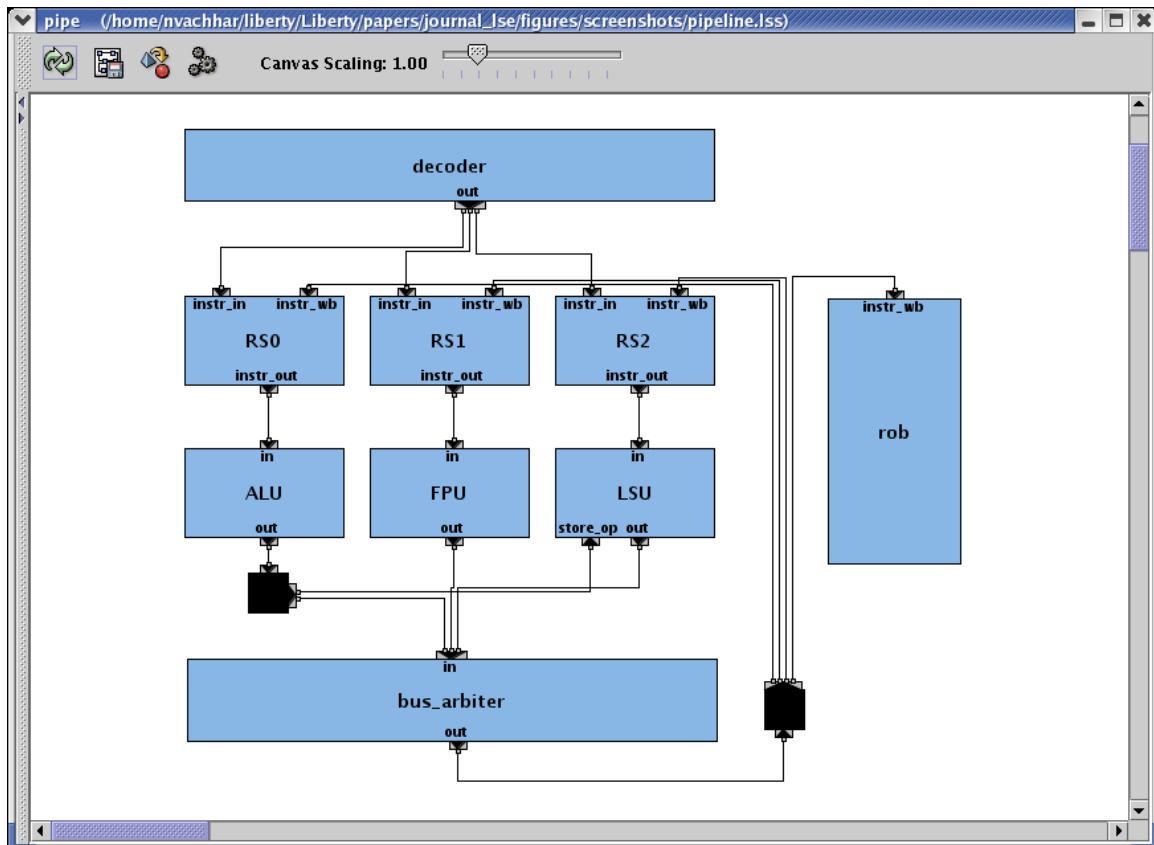 pipe (/home/nvachhar/liberty/Liberty/papers/journal_lse/figures/screenshots/pipeline.lss)
Canvas Scaling: 1.00
decoder
out
instr_in instr_wb instr_in instr_wb instr_in instr_wb instr_wb
RS0 RS1 RS2
instr_out instr_out instr_out
rob
in in in
ALU FPU LSU
out out store_op out
in
bus_arbiter
out